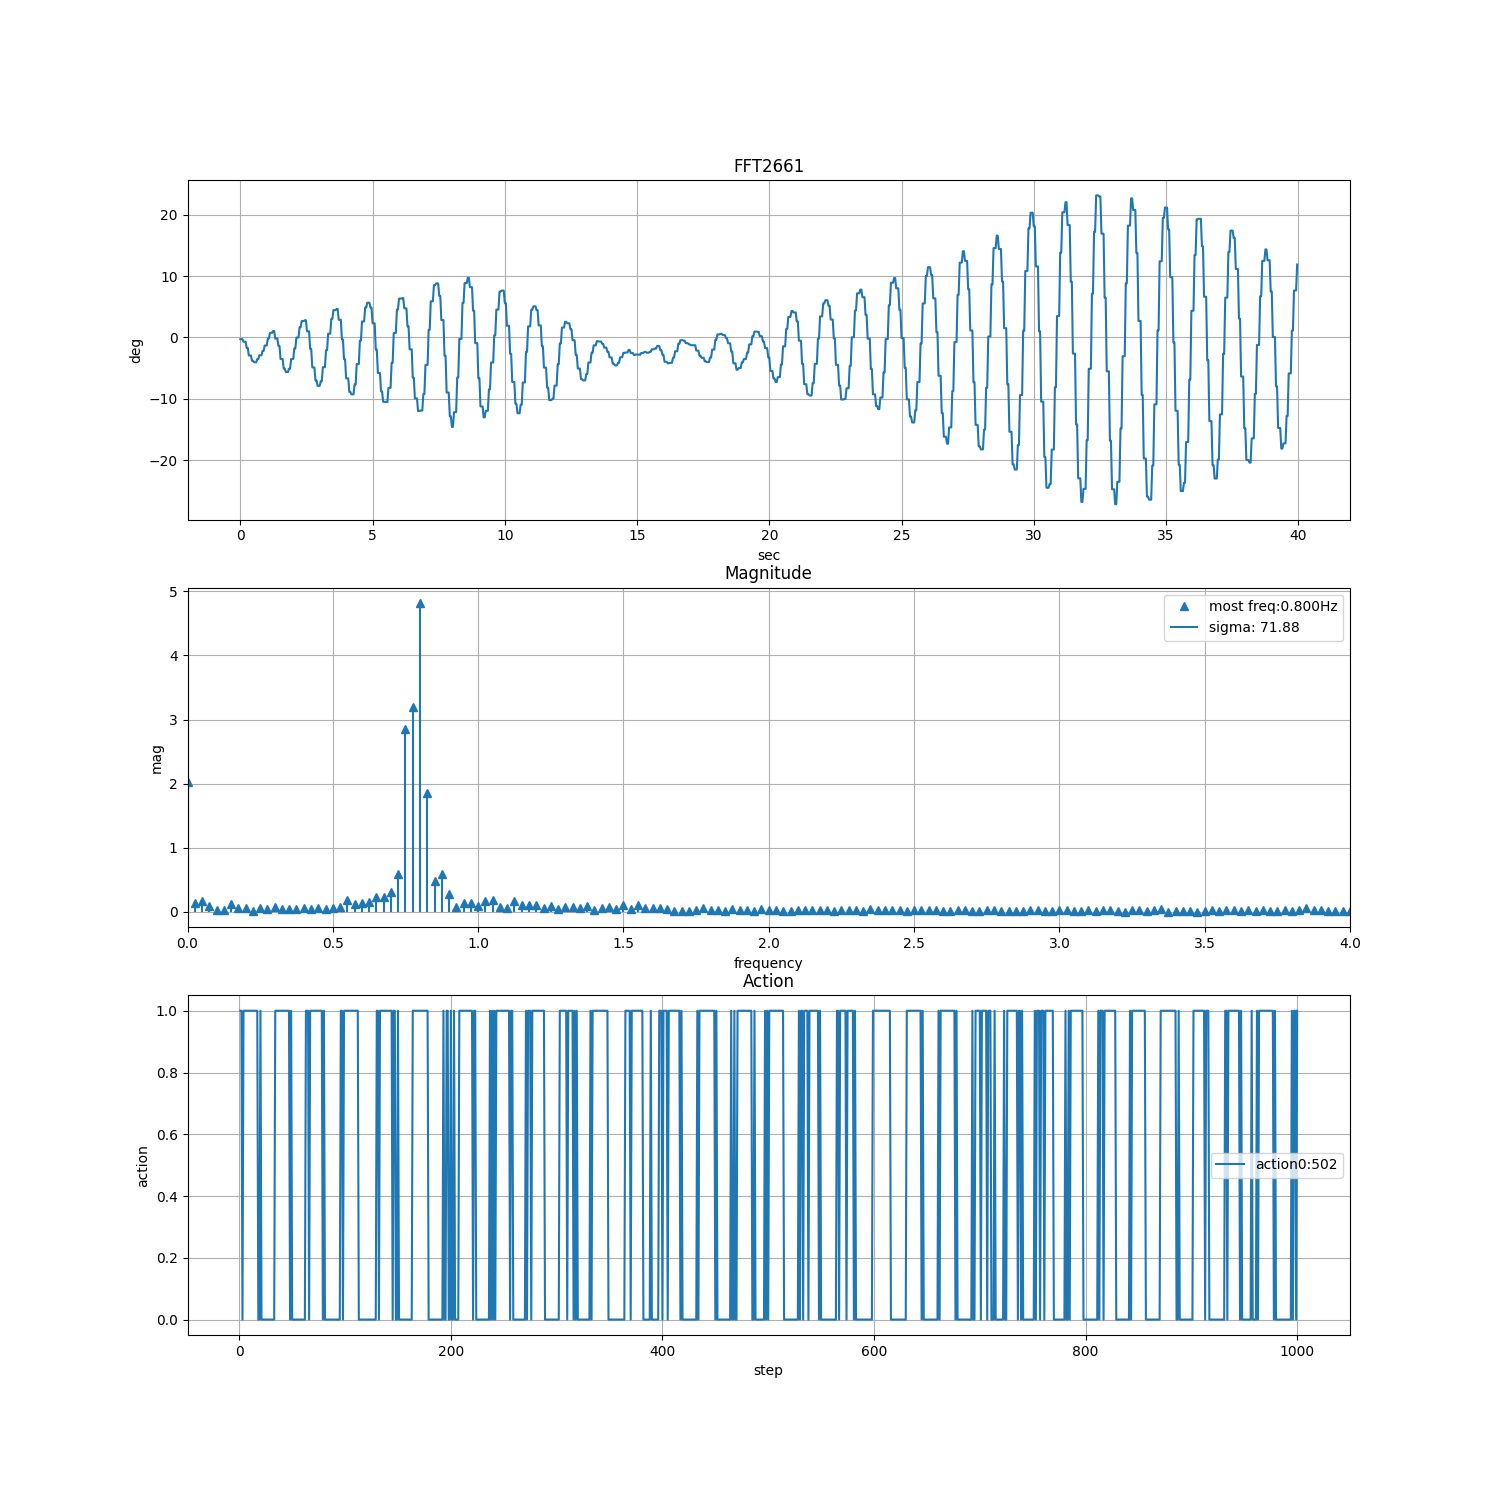 FFT2661
20
10
0
−10
−20
deg
0 5 10 15 20 25 30 35 40
sec
Magnitude
5
4
3
2
1
0
mag
most freq:0.800Hz
sigma: 71.88
0.0 0.5 1.0 1.5 2.0 2.5 3.0 3.5 4.0
frequency
Action
1.0
0.8
0.6
0.4
0.2
0.0
action
action0:502
0 200 400 600 800 1000
step